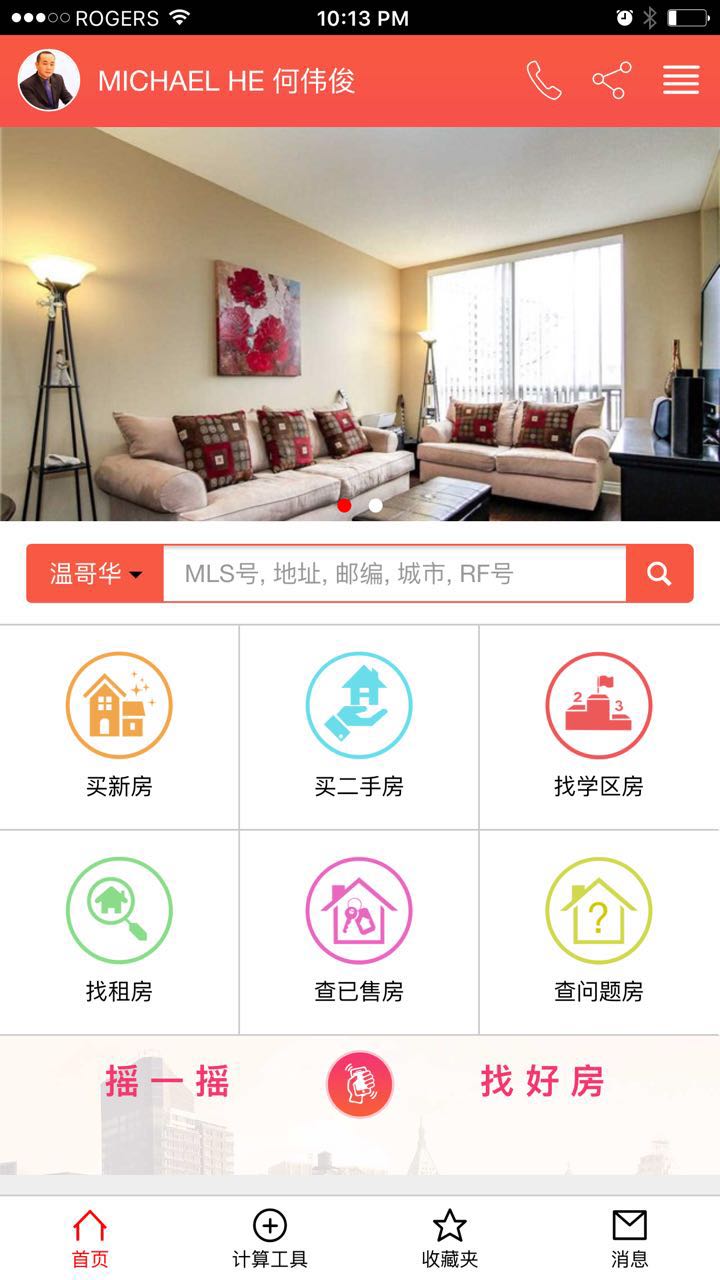 ROGERS 10:13 PM
MICHAEL HE 何伟俊
温哥华 MLS号, 地址, 邮编, 城市, RF号
买新房 买二手房 找学区房
2 3
找租房 查已售房 查问题房
?
摇一摇 找好房
首页 计算工具 收藏夹 消息